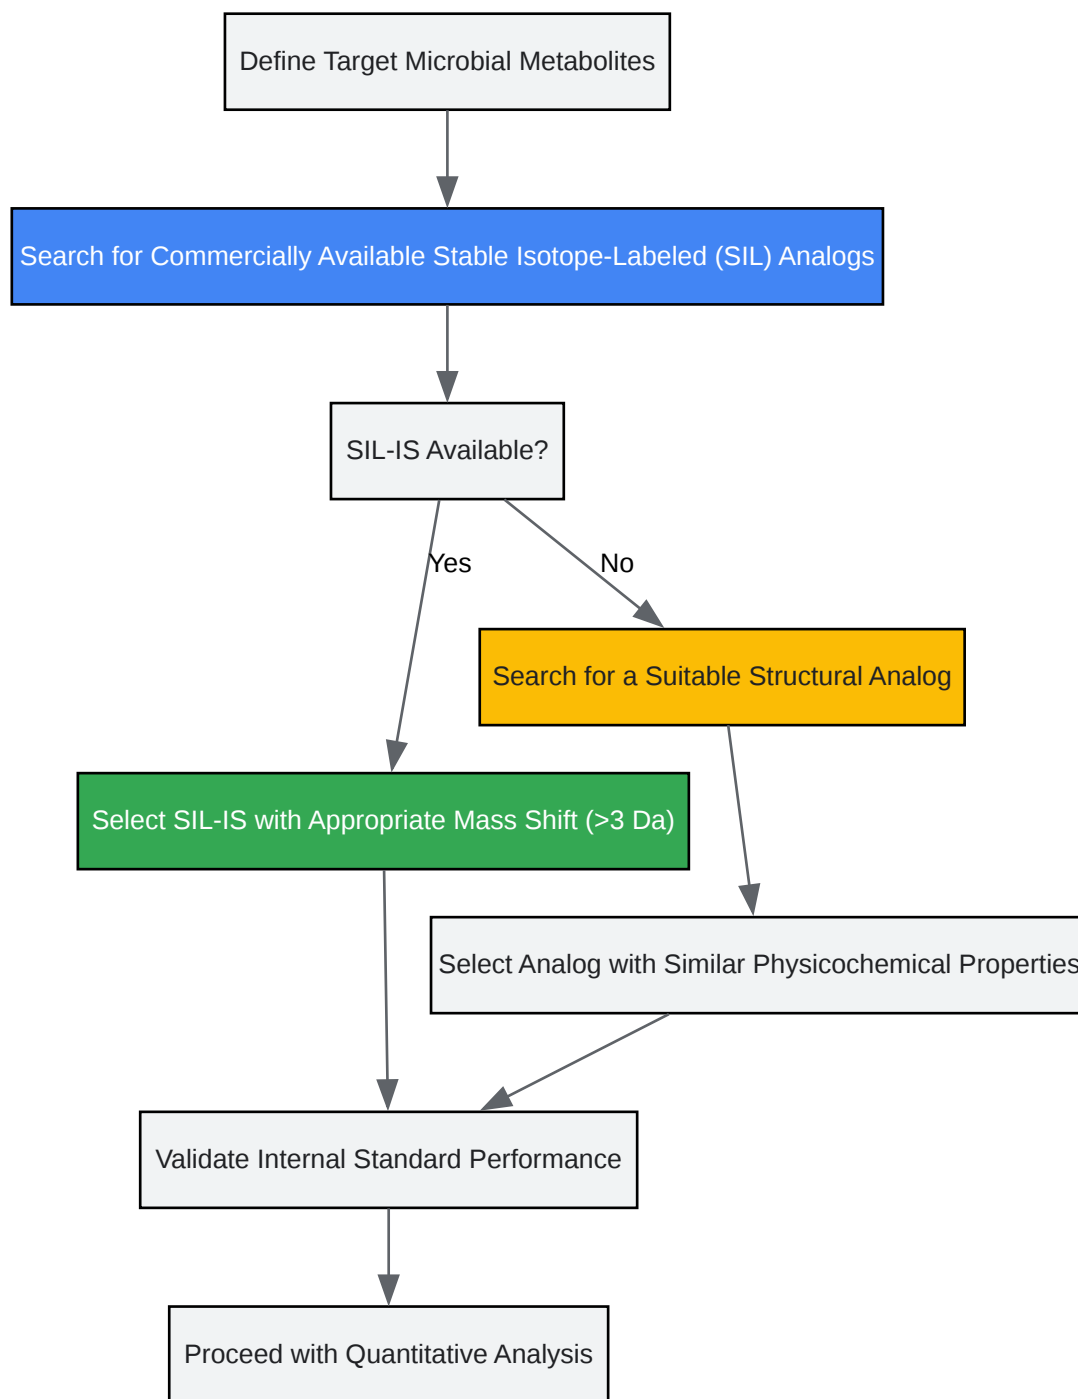 Define Target Microbial Metabolites
Search for Commercially Available Stable Isotope-Labeled (SIL) Analogs
SIL-IS Available?
Yes
No
Search for a Suitable Structural Analog
Select SIL-IS with Appropriate Mass Shift (>3 Da)
Select Analog with Similar Physicochemical Properties
Validate Internal Standard Performance
Proceed with Quantitative Analysis